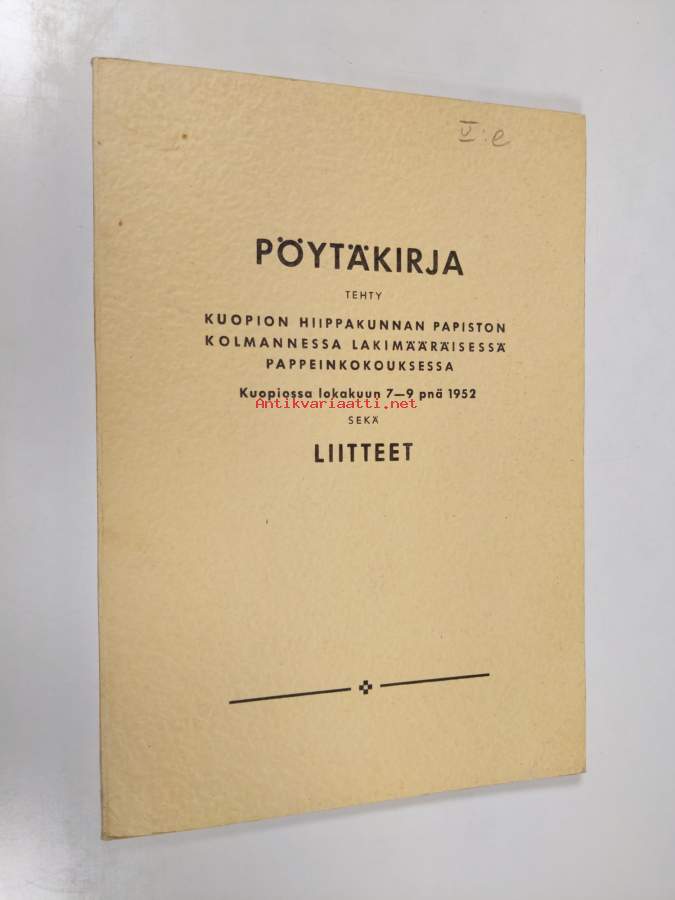 V:e
PÖYTÄKIRJA
TEHTY
KUOPION HIIPPAKUNNAN PAPISTON
KOLMANNESSA LAKIMÄÄRÄISESSÄ
PAPPEINKOKOUKSESSA
Kuopiossa lokakuun 7—9 pnä 1952
Antikvariaatti.net
SEKÄ
LIITTEET